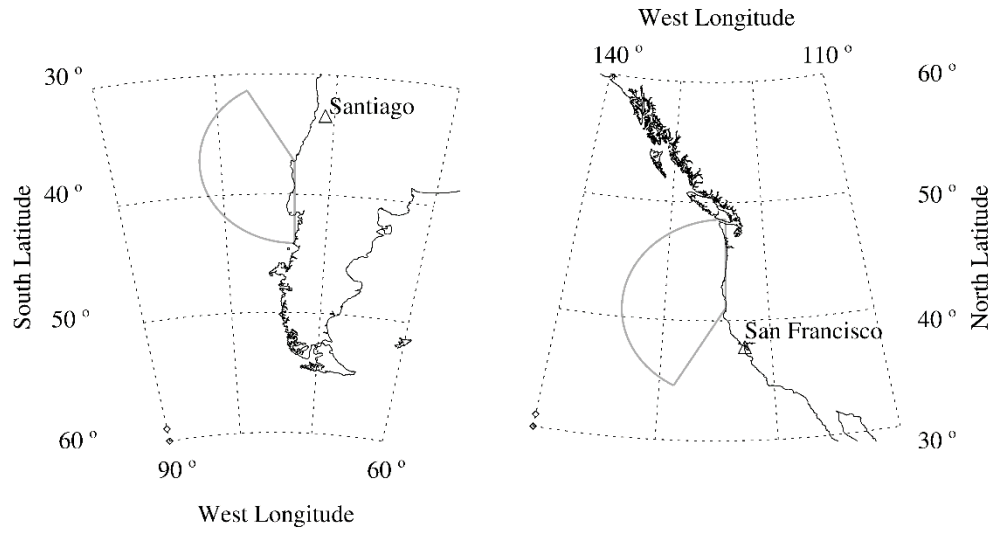 West Longitude
140 º
110 º
30 º
60 º
Santiago
40 º
50 º
South Latitude
North Latitude
50 º
40 º
San Francisco
60 º
30 º
90 º
60 º
West Longitude